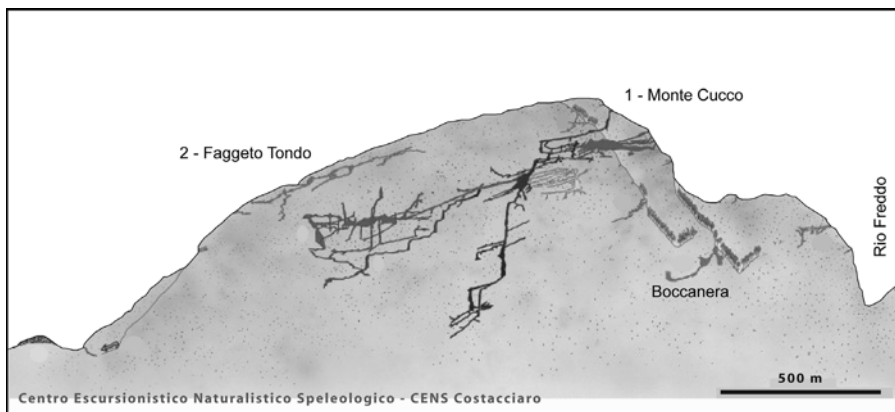 1 - Monte Cucco
2 - Faggeto Tondo
Rio Freddo
Boccanera
500 m
Centro Escursionistico Naturalistico Speleologico - CENS Costacciaro